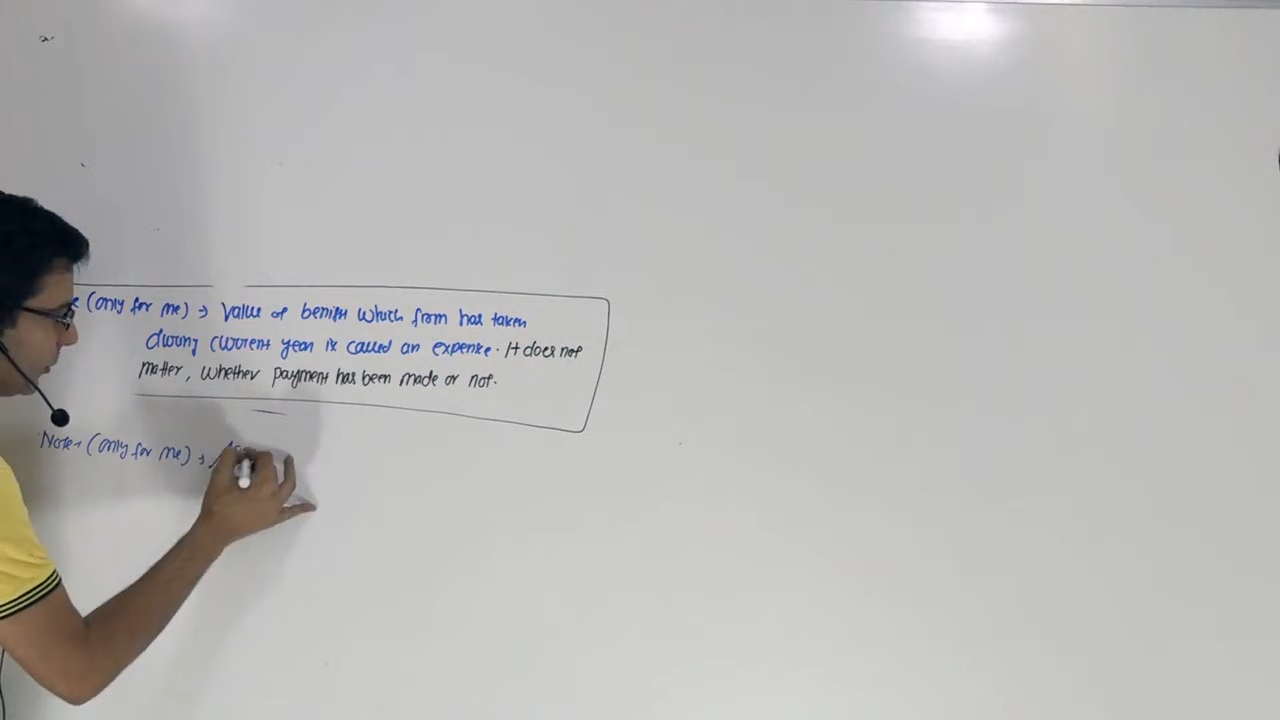 (only for me) → Value of benifit which from has taken
during current year is called an expense. It does not
matter, whether payment has been made or not.
Note→ (only for me) →